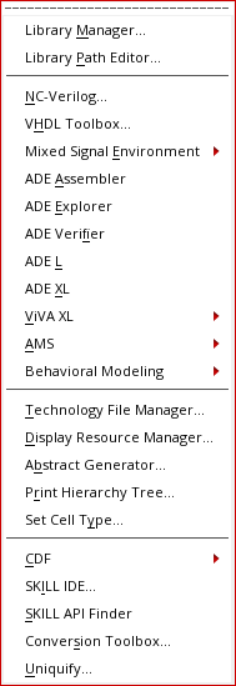 Library Manager...
Library Path Editor...
NC-Verilog...
VHDL Toolbox...
Mixed Signal Environment
ADE Assembler
ADE Explorer
ADE Verifier
ADE L
ADE XL
ViVA XL
AMS
Behavioral Modeling
Technology File Manager...
Display Resource Manager...
Abstract Generator...
Print Hierarchy Tree...
Set Cell Type...
CDF
SKILL IDE...
SKILL API Finder
Conversion Toolbox...
Uniquify...